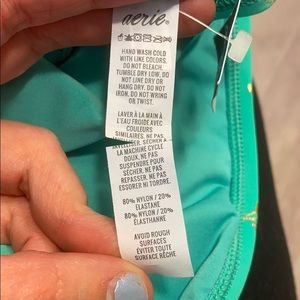 aerie®
HAND WASH COLD
WITH LIKE COLORS.
DO NOT BLEACH.
TUMBLE DRY LOW, DO
NOT LINE DRY OR
HANG DRY. DO NOT
IRON, DO NOT WRING
OR TWIST.
LAVER À LA MAIN À
L'EAU FROIDE AVEC
COULEURS
SIMILAIRES, NE PAS
SÉCHER À
LA MACHINE CYCLE
DOUX, NE PAS
SUSPENDRE POUR
SÉCHER, NE PAS
REPASSER, NE PAS
ESSORER NI TORDRE.
80% NYLON / 20%
ELASTANE
80% NYLON / 20%
ÉLASTHANNE
AVOID ROUGH
SURFACES
ÉVITER TOUTE
SURFACE RÊCHE